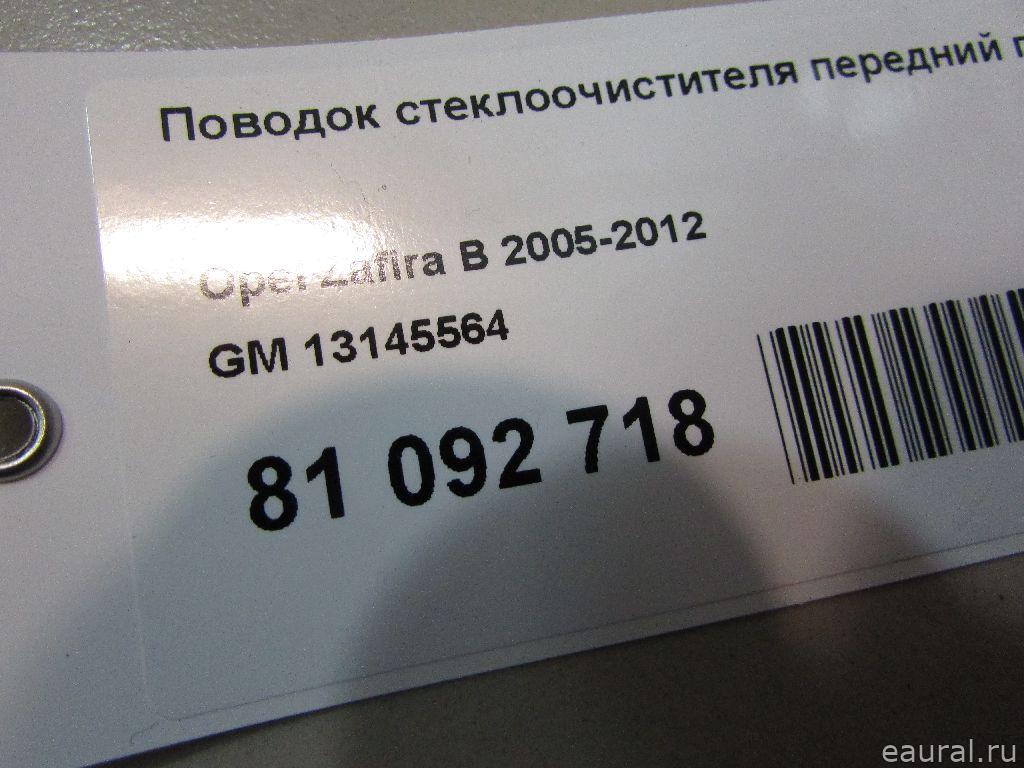 Поводок стеклоочистителя передний
Opel Zafira B 2005-2012
GM 13145564
81 092 718
eaural.ru